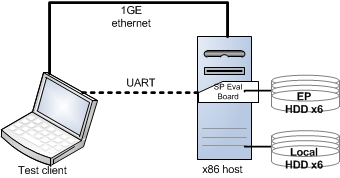 1GE
ethernet
UART
SP Eval
Board
EP
HDD x6
Local
HDD x6
Test client
x86 host